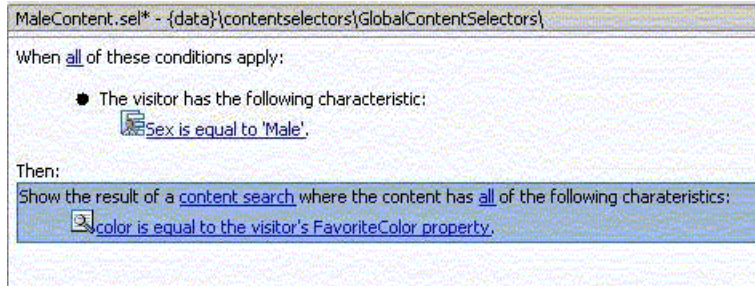 MaleContent.sel* - {data}\contentselectors\GlobalContentSelectors\
When all of these conditions apply:
The visitor has the following characteristic:
Sex is equal to 'Male'.
Then:
Show the result of a content search where the content has all of the following charateristics:
color is equal to the visitor's FavoriteColor property.